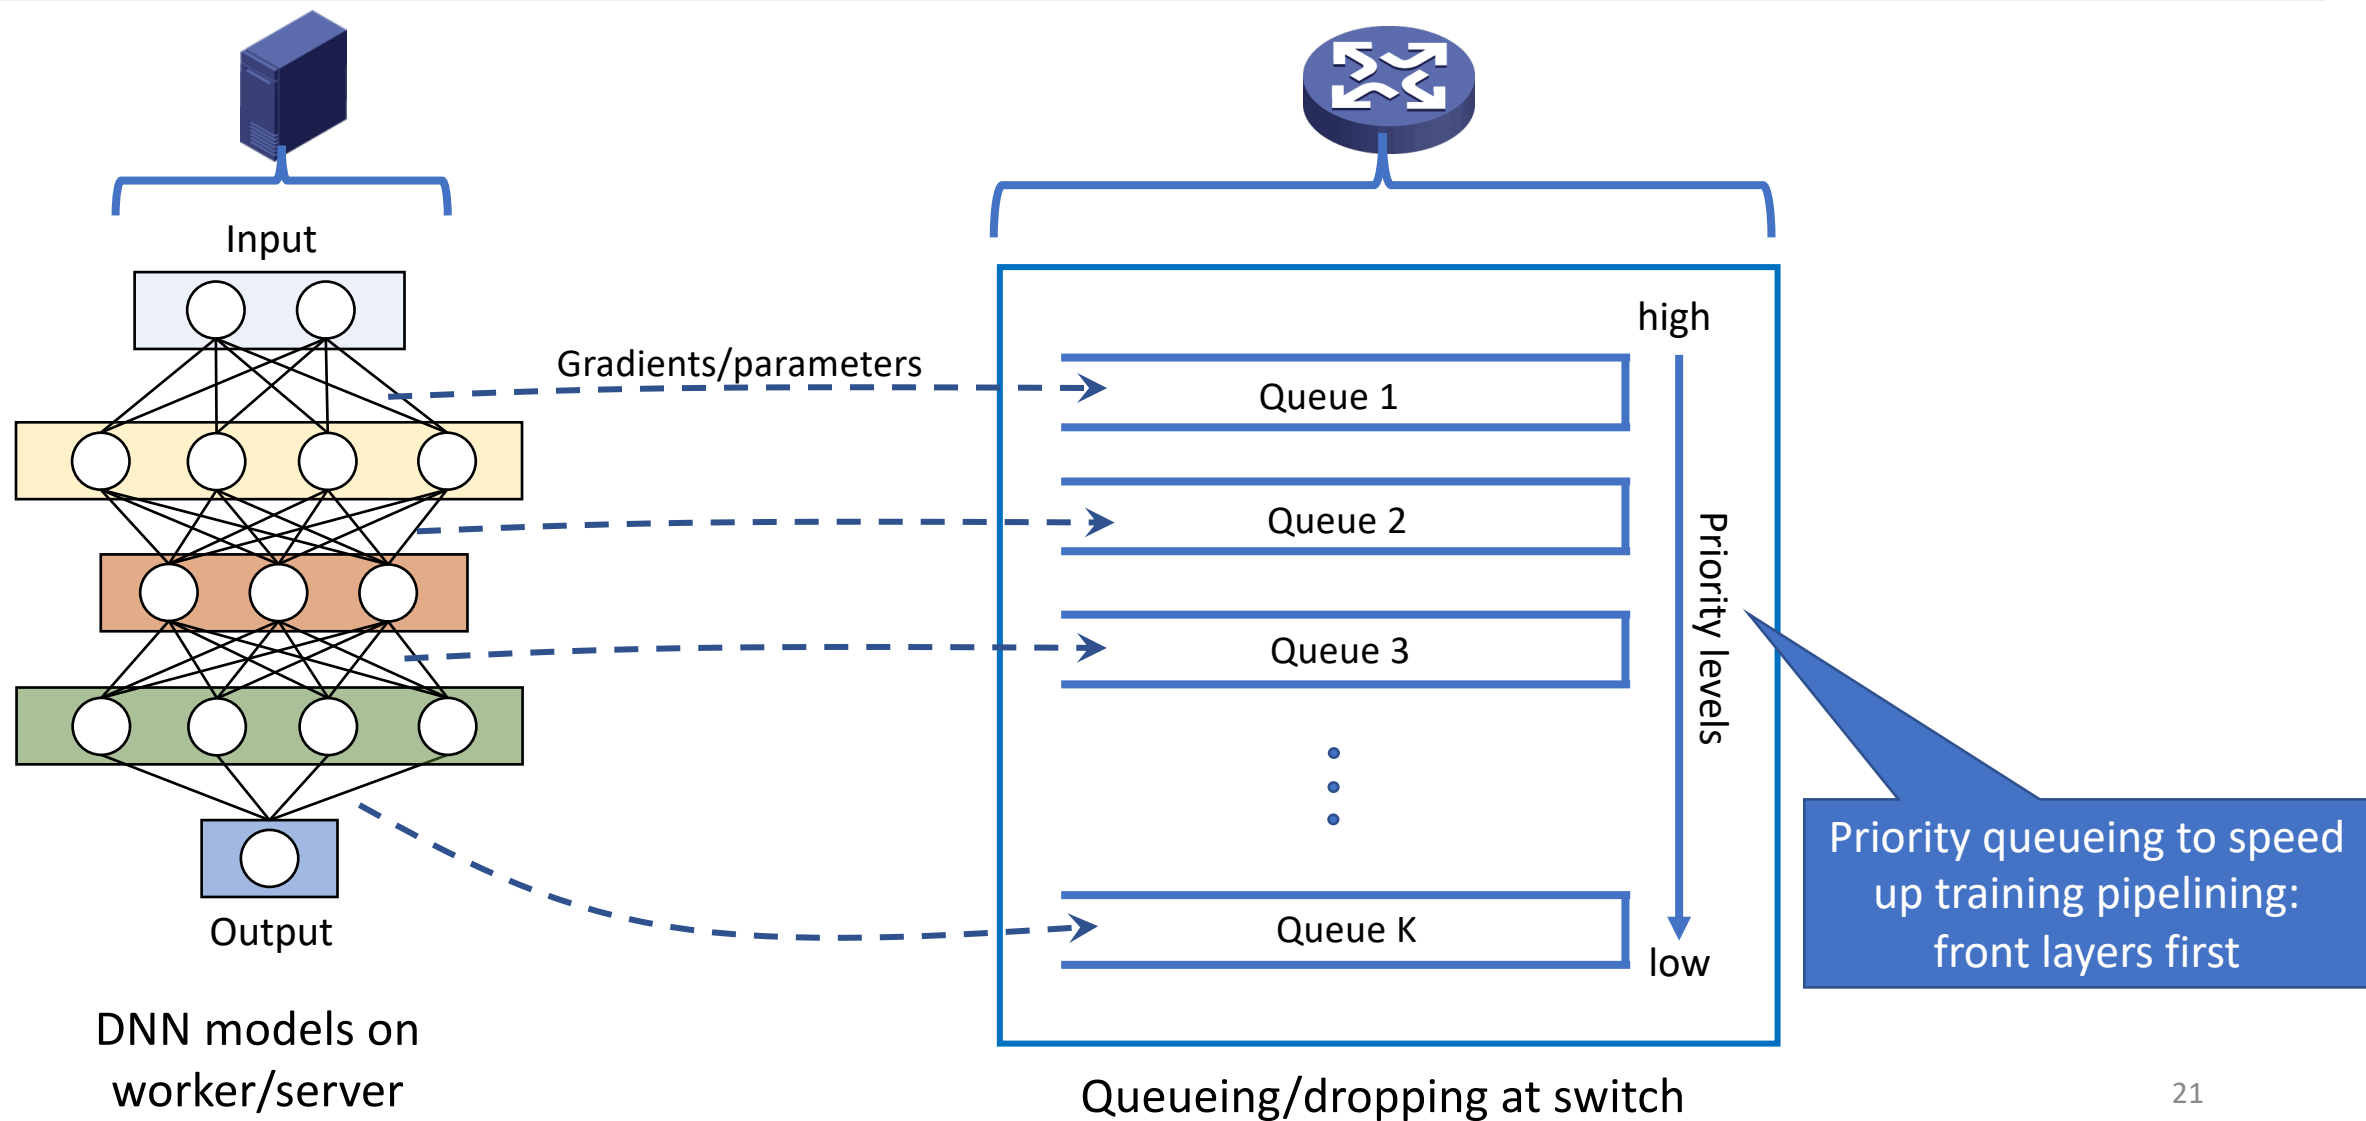 Input
Gradients/parameters
Output
DNN models on
worker/server
high
Queue 1
Queue 2
Queue 3
Queue K
Priority levels
low
Priority queueing to speed
up training pipelining:
front layers first
Queueing/dropping at switch
21